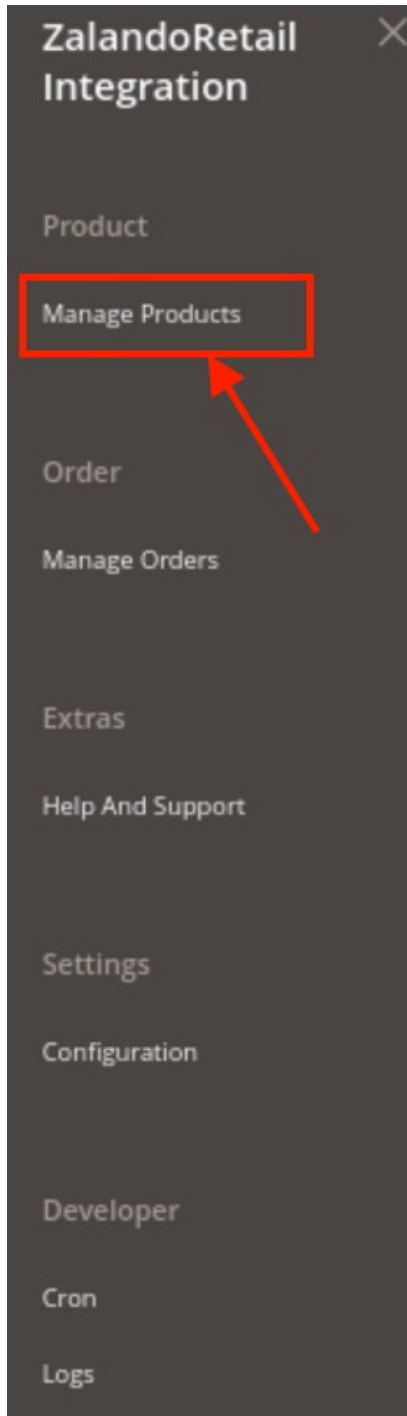 ZalandoRetail
Integration
Product
Manage Products
Order
Manage Orders
Extras
Help And Support
Settings
Configuration
Developer
Cron
Logs